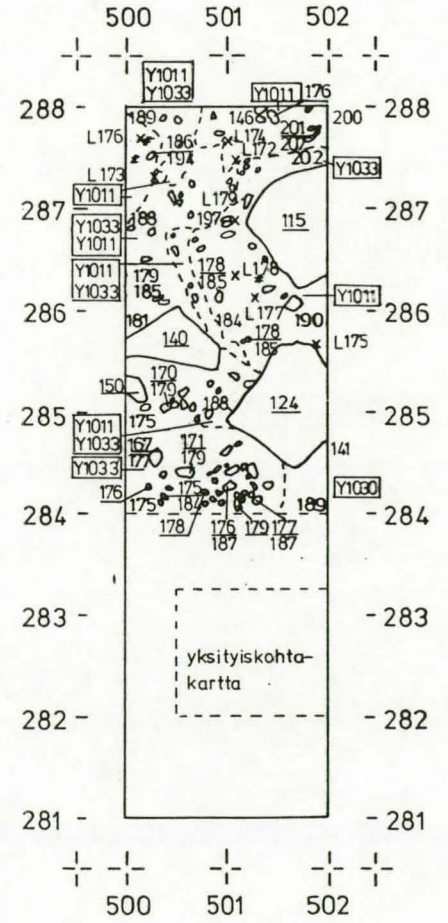 500 501 502
Y1011
Y1033
Y1011 176
288 189 146 200 288
L176 186 L174 201
194 L172 202
L173 Y1033
Y1011 L179
287 188 197 115 287
Y1033
Y1011
Y1011 178 L178
Y1033 179 185
185 Y1011
286 181 184 L177 190 286
140 178 L175
185
170
150 179 124
285 175 188 285
Y1011
Y1033 167 171 141
Y1033 177 179
176 175 175 189 Y1030
284 184 284
178 176 179 177
187 187
283 283
yksityiskohta-
kartta
282 282
281 281
500 501 502